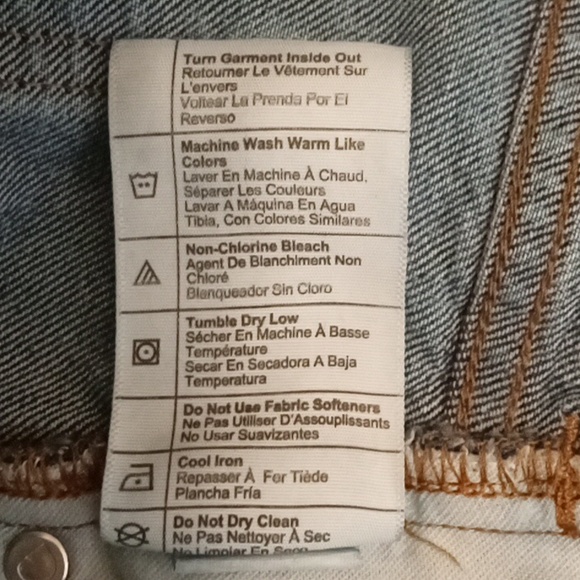 Turn Garment Inside Out
Retourner Le Vêtement Sur
L'envers
Voltear La Prenda Por El
Reverso
Machine Wash Warm Like
Colors
Laver En Machine À Chaud,
Séparer Les Couleurs
Lavar A Máquina En Agua
Tibia, Con Colores Similares
Non-Chlorine Bleach
Agent De Blanchiment Non
Chloré
Blanqueador Sin Cloro
Tumble Dry Low
Sécher En Machine À Basse
Température
Secar En Secadora A Baja
Temperatura
Do Not Use Fabric Softeners
Ne Pas Utiliser D'Assouplissants
No Usar Suavizantes
Cool Iron
Repasser À Fer Tiède
Plancha Fría
Do Not Dry Clean
Ne Pas Nettoyer À Sec
No Limpiar En Seco